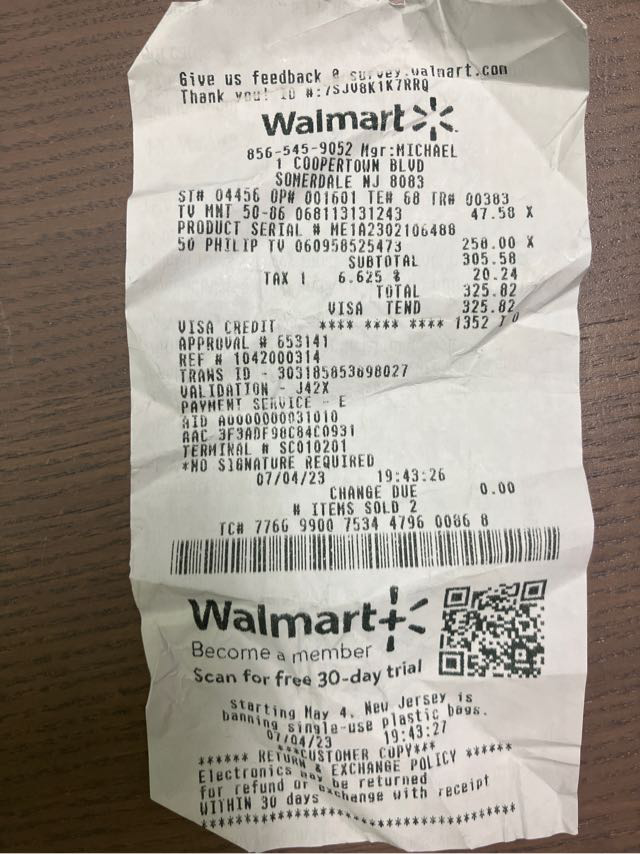 Give us feedback @ survey.walmart.com
Thank you! ID #:7SJV8K1K7RRQ
Walmart
856-545-9052 Mgr:MICHAEL
1 COOPERTOWN BLVD
SOMERDALE NJ 8083
ST# 04456 OP# 001601 TE# 68 TR# 00383
TV MNT 50-86 068113131243 47.58 X
PRODUCT SERIAL # ME1A2302106488
50 PHILIP TV 060958525473 258.00 X
SUBTOTAL 305.58
TAX 1 6.625 % 20.24
TOTAL 325.82
VISA TEND 325.82
VISA CREDIT **** **** **** 1352
APPROVAL # 653141
REF # 1042000314
TRANS ID - 303185853698027
VALIDATION - J42X
PAYMENT SERVICE - E
AID A0000000031010
AAC 3F3ADF98C84C0931
TERMINAL # SC010201
*NO SIGNATURE REQUIRED
07/04/23 19:43:26
CHANGE DUE 0.00
# ITEMS SOLD 2
TC# 7766 9900 7534 4796 0086 8
Walmart+
Become a member
Scan for free 30-day trial
Starting May 4, New Jersey is
banning single-use plastic bags.
07/04/23 19:43:27
***CUSTOMER COPY***
****** RETURN & EXCHANGE POLICY ******
Electronics may be returned
for refund or exchange with receipt
WITHIN 30 days